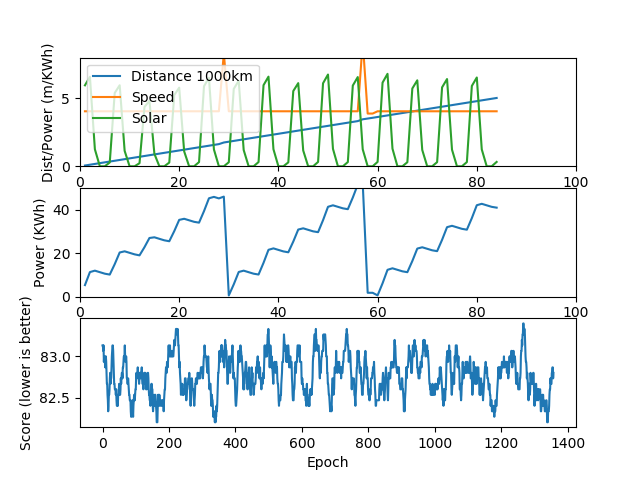 Dist/Power (m/KWh)
5
0
Distance 1000km
Speed
Solar
0 20 40 60 80 100
Power (KWh)
40
20
0
0 20 40 60 80 100
Score (lower is better)
83.0
82.5
0 200 400 600 800 1000 1200 1400
Epoch